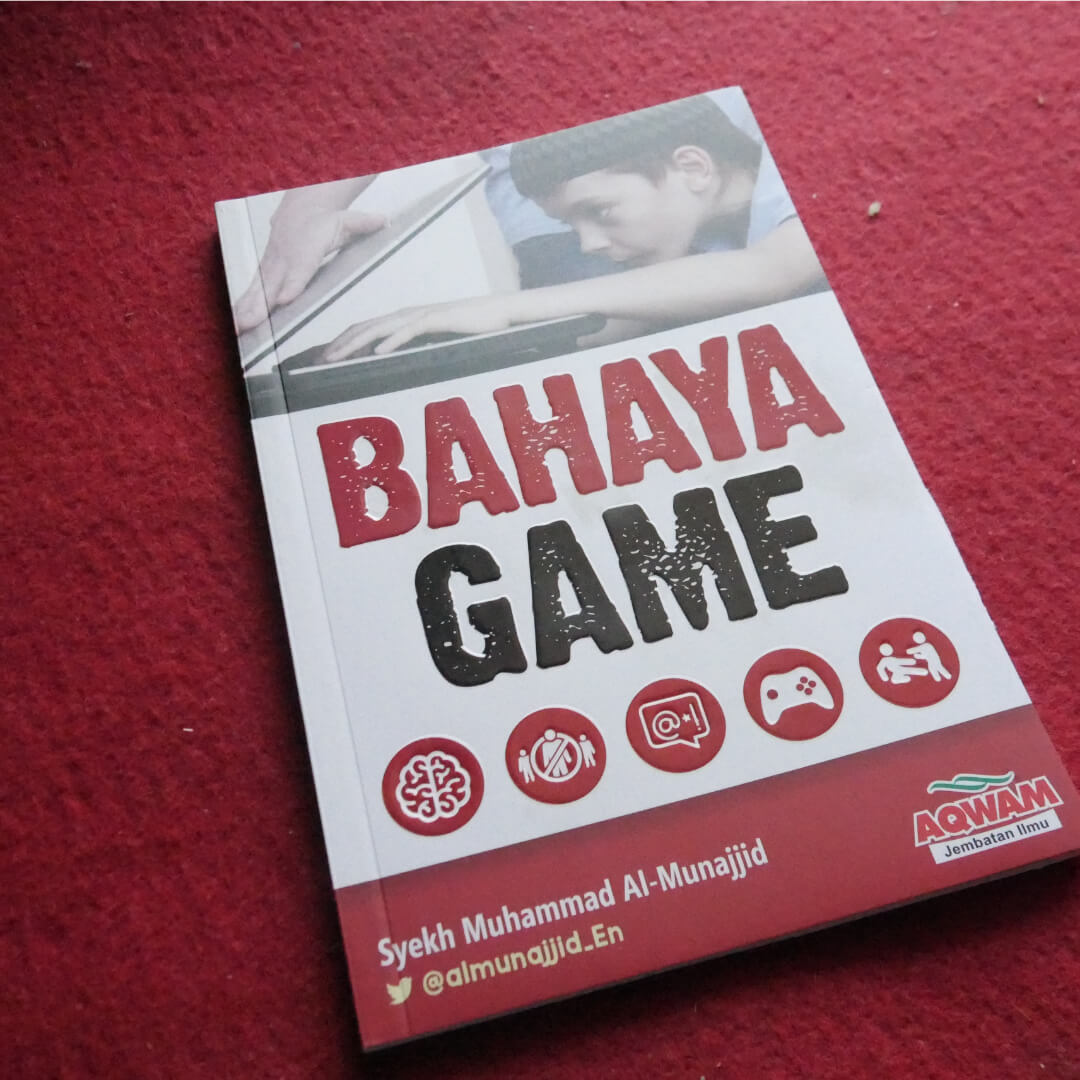 BAHAYA
GAME
@*!
AQWAM
Jembatan Ilmu
Syekh Muhammad Al-Munajjid
@almunajjid_En